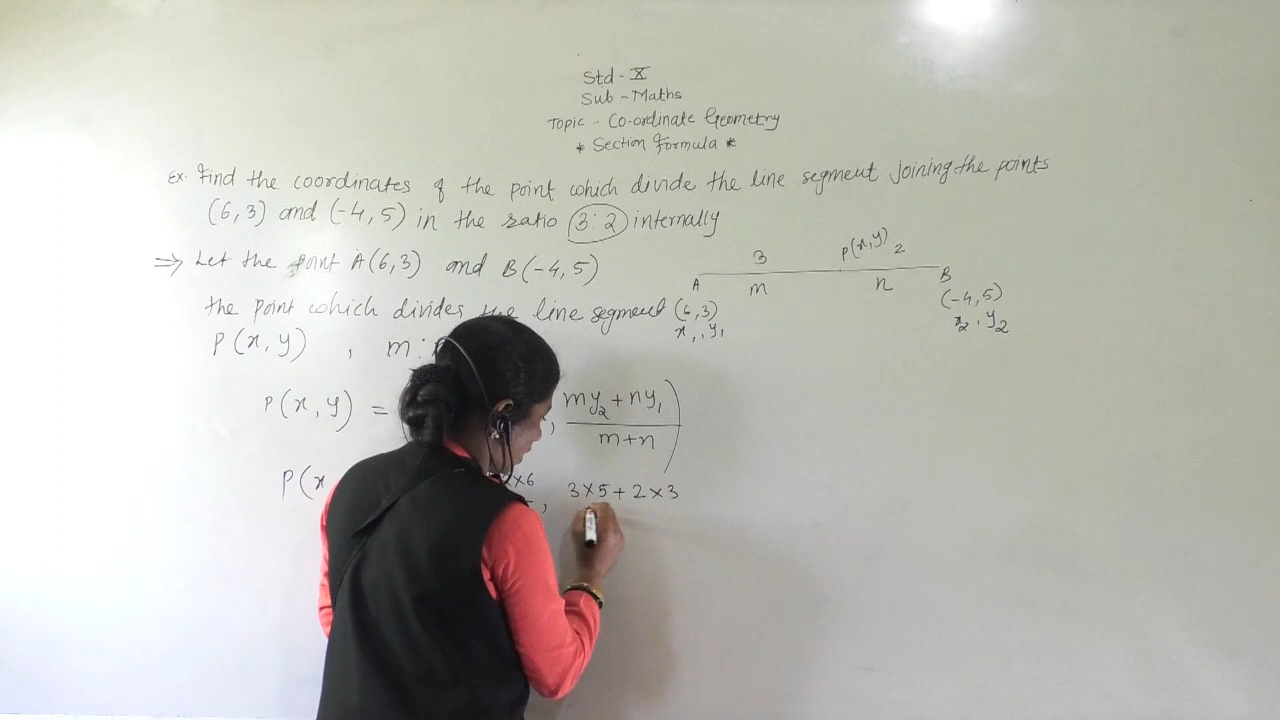 Std - X
Sub - Maths
Topic - Co-ordinate Geometry
* Section Formula *
Ex. Find the coordinates of the point which divide the line segment joining the points
(6,3) and (-4,5) in the ratio 3:2 internally
⇒ Let the point A(6,3) and B(-4,5)
3 P(x,y) 2
A m n B
the point which divides the line segment
(6,3) (-4,5)
x₁, y₁ x₂, y₂
P(x,y) , m:
P(x,y) = , my₂+ny₁
m+n
P(x ×6 , 3×5+2×3